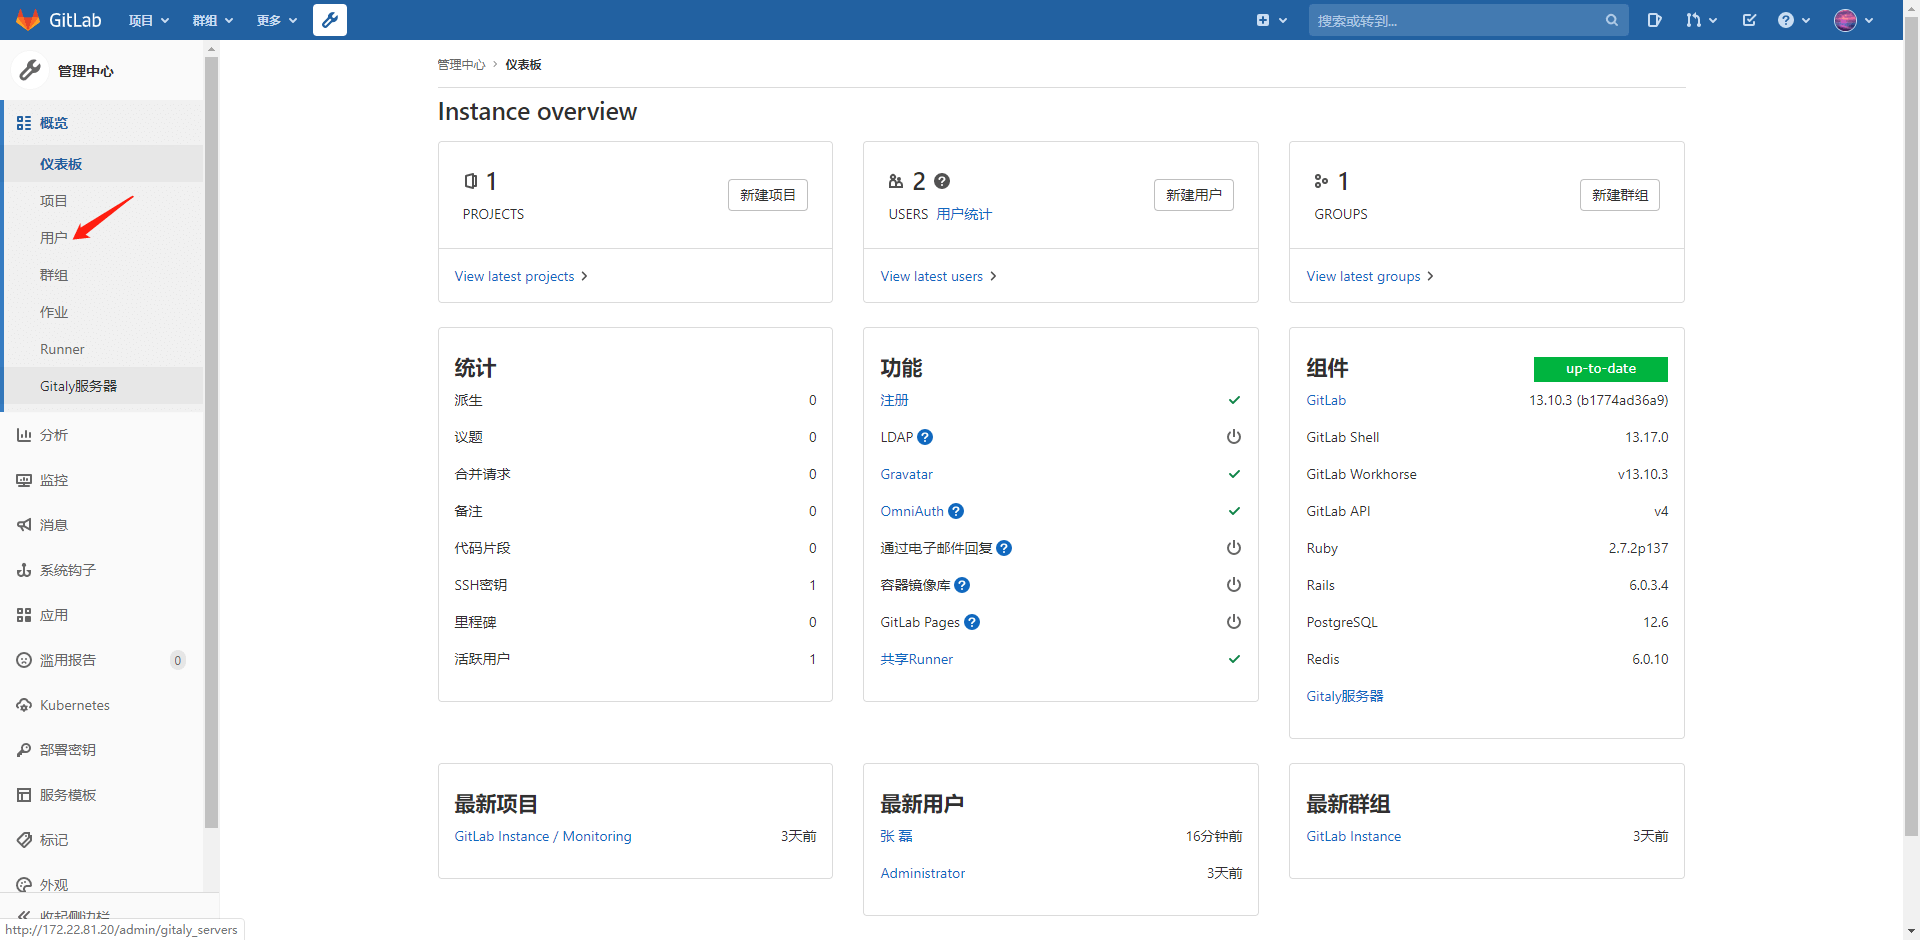 GitLab 项目 群组 更多 搜索或转到...
管理中心
概览
仪表板
项目
用户
群组
作业
Runner
Gitaly服务器
分析
监控
消息
系统钩子
应用
滥用报告 0
Kubernetes
部署密钥
服务模板
标记
外观
收起侧边栏
http://172.22.81.20/admin/gitaly_servers
管理中心 > 仪表板
Instance overview
1
PROJECTS
新建项目
View latest projects
2
USERS 用户统计
新建用户
View latest users
1
GROUPS
新建群组
View latest groups
统计
派生 0
议题 0
合并请求 0
备注 0
代码片段 0
SSH密钥 1
里程碑 0
活跃用户 1
功能
注册
LDAP
Gravatar
OmniAuth
通过电子邮件回复
容器镜像库
GitLab Pages
共享Runner
组件 up-to-date
GitLab 13.10.3 (b1774ad36a9)
GitLab Shell 13.17.0
GitLab Workhorse v13.10.3
GitLab API v4
Ruby 2.7.2p137
Rails 6.0.3.4
PostgreSQL 12.6
Redis 6.0.10
Gitaly服务器
最新项目
GitLab Instance / Monitoring 3天前
最新用户
张 磊 16分钟前
Administrator 3天前
最新群组
GitLab Instance 3天前